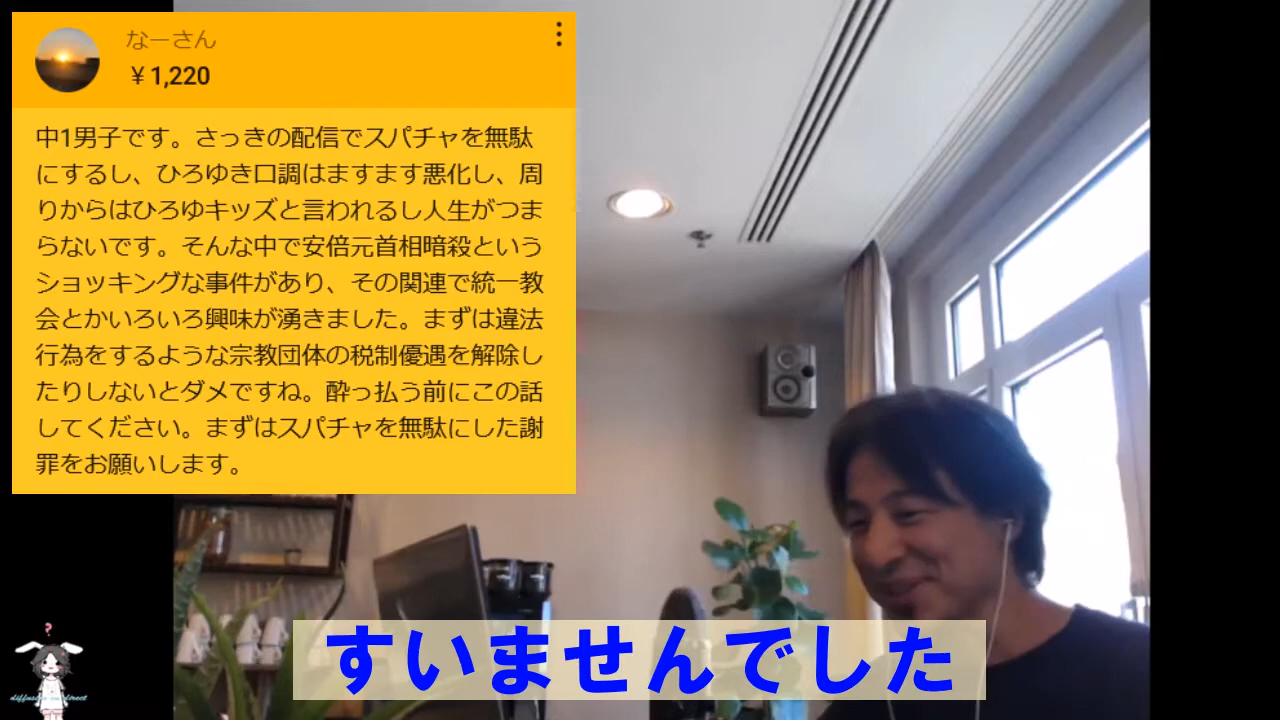 なーさん
￥1,220
中1男子です。さっきの配信でスパチャを無駄
にするし、ひろゆき口調はますます悪化し、周
りからはひろゆキッズと言われるし人生がつま
らないです。そんな中で安倍元首相暗殺という
ショッキングな事件があり、その関連で統一教
会とかいろいろ興味が湧きました。まずは違法
行為をするような宗教団体の税制優遇を解除し
たりしないとダメですね。酔っ払う前にこの話
してください。まずはスパチャを無駄にした謝
罪をお願いします。
?
すいませんでした